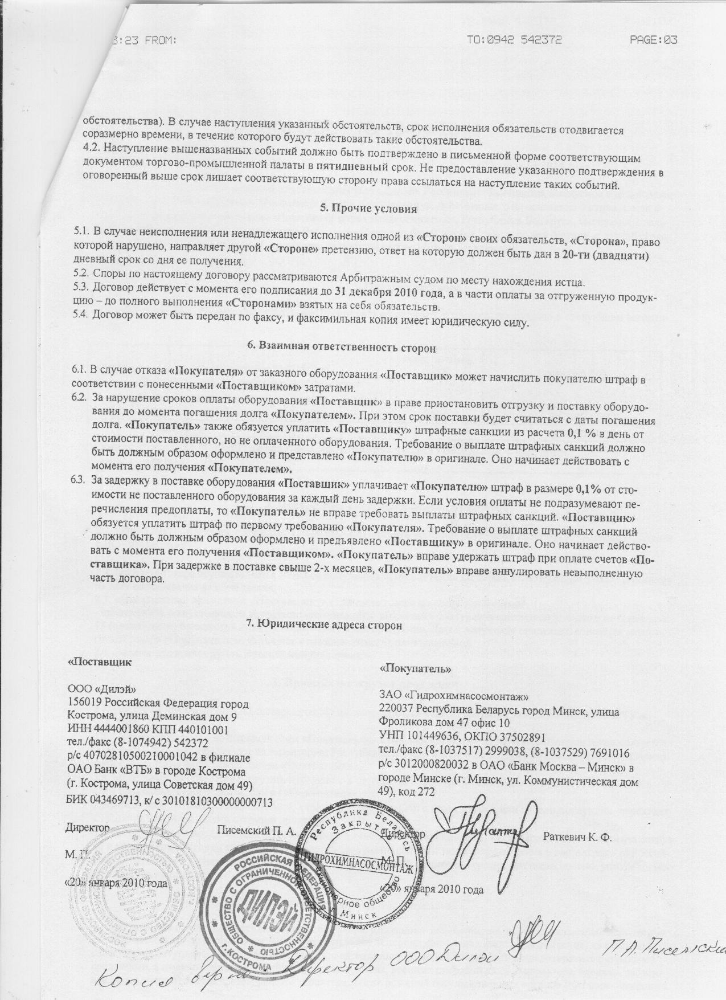 3:23 FROM: TO:0942 542372 PAGE:03
обстоятельства). В случае наступления указанных обстоятельств, срок исполнения обязательств отодвигается
соразмерно времени, в течение которого будут действовать такие обстоятельства.
4.2. Наступление вышеназванных событий должно быть подтверждено в письменной форме соответствующим
документом торгово-промышленной палаты в пятидневный срок. Не предоставление указанного подтверждения в
оговоренный выше срок лишает соответствующую сторону права ссылаться на наступление таких событий.
5. Прочие условия
5.1. В случае неисполнения или ненадлежащего исполнения одной из «Сторон» своих обязательств, «Сторона», право
которой нарушено, направляет другой «Стороне» претензию, ответ на которую должен быть дан в 20-ти (двадцати)
дневный срок со дня ее получения.
5.2. Споры по настоящему договору рассматриваются Арбитражным судом по месту нахождения истца.
5.3. Договор действует с момента его подписания до 31 декабря 2010 года, а в части оплаты за отгруженную продук-
цию – до полного выполнения «Сторонами» взятых на себя обязательств.
5.4. Договор может быть передан по факсу, и факсимильная копия имеет юридическую силу.
6. Взаимная ответственность сторон
6.1. В случае отказа «Покупателя» от заказного оборудования «Поставщик» может начислить покупателю штраф в
соответствии с понесенными «Поставщиком» затратами.
6.2. За нарушение сроков оплаты оборудования «Поставщик» в праве приостановить отгрузку и поставку оборудо-
вания до момента погашения долга «Покупателем». При этом срок поставки будет считаться с даты погашения
долга. «Покупатель» также обязуется уплатить «Поставщику» штрафные санкции из расчета 0,1 % в день от
стоимости поставленного, но не оплаченного оборудования. Требование о выплате штрафных санкций должно
быть должным образом оформлено и представлено «Покупателю» в оригинале. Оно начинает действовать с
момента его получения «Покупателем».
6.3. За задержку в поставке оборудования «Поставщик» уплачивает «Покупателю» штраф в размере 0,1% от сто-
имости не поставленного оборудования за каждый день задержки. Если условия оплаты не подразумевают пе-
речисления предоплаты, то «Покупатель» не вправе требовать выплаты штрафных санкций. «Поставщик»
обязуется уплатить штраф по первому требованию «Покупателя». Требование о выплате штрафных санкций
должно быть должным образом оформлено и предъявлено «Поставщику» в оригинале. Оно начинает действо-
вать с момента его получения «Поставщиком». «Покупатель» вправе удержать штраф при оплате счетов «По-
ставщика». При задержке в поставке свыше 2-х месяцев, «Покупатель» вправе аннулировать невыполненную
часть договора.
7. Юридические адреса сторон
«Поставщик
ООО «Дилэй»
156019 Российская Федерация город
Кострома, улица Деминская дом 9
ИНН 4444001860 КПП 440101001
тел./факс (8-1074942) 542372
р/с 40702810500210001042 в филиале
ОАО Банк «ВТБ» в городе Кострома
(г. Кострома, улица Советская дом 49)
БИК 043469713, к/ с 30101810300000000713
Директор Писемский П. А.
М. П.
«20» января 2010 года
«Покупатель»
ЗАО «Гидрохимнасосмонтаж»
220037 Республика Беларусь город Минск, улица
Фроликова дом 47 офис 10
УНП 101449636, ОКПО 37502891
тел./факс (8-1037517) 2999038, (8-1037529) 7691016
р/с 3012000820032 в ОАО «Банк Москва – Минск» в
городе Минске (г. Минск, ул. Коммунистическая дом
49), код 272
Директор Раткевич К. Ф.
М. П.
«20» января 2010 года
Республика Беларусь
Закрытое
ГИДРОХИМНАСОСМОНТАЖ
акционерное общество
г. Минск
РОССИЙСКАЯ ФЕДЕРАЦИЯ
ОБЩЕСТВО С ОГРАНИЧЕННОЙ ОТВЕТСТВЕННОСТЬЮ
ДИЛЭЙ
г. КОСТРОМА
Копия верна. Директор ООО Дилэй П. А. Писемский